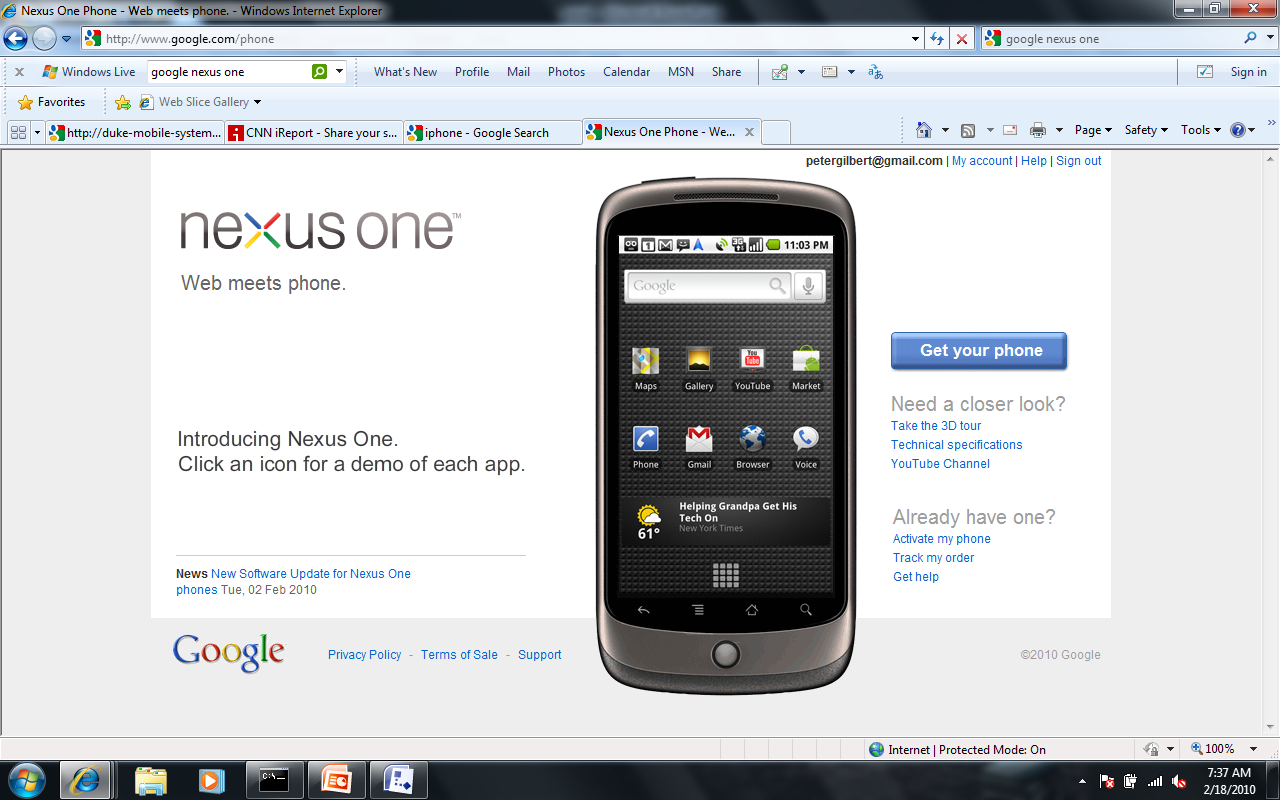 Nexus One Phone - Web meets phone. - Windows Internet Explorer
http://www.google.com/phone
google nexus one
Windows Live
google nexus one
What's New
Profile
Mail
Photos
Calendar
MSN
Share
Sign in
Favorites
Web Slice Gallery
http://duke-mobile-system...
CNN iReport - Share your s...
iphone - Google Search
Nexus One Phone - We...
Page
Safety
Tools
petergilbert@gmail.com | My account | Help | Sign out
nexus one™
Web meets phone.
Introducing Nexus One.
Click an icon for a demo of each app.
News New Software Update for Nexus One
phones Tue, 02 Feb 2010
1
3G
11:03 PM
Google
Maps
Gallery
You Tube
YouTube
Market
Phone
Gmail
Browser
Voice
61°
Helping Grandpa Get His
Tech On
New York Times
Get your phone
Need a closer look?
Take the 3D tour
Technical specifications
YouTube Channel
Already have one?
Activate my phone
Track my order
Get help
Google
Privacy Policy - Terms of Sale - Support
©2010 Google
Internet | Protected Mode: On
100%
C:\_
7:37 AM
2/18/2010